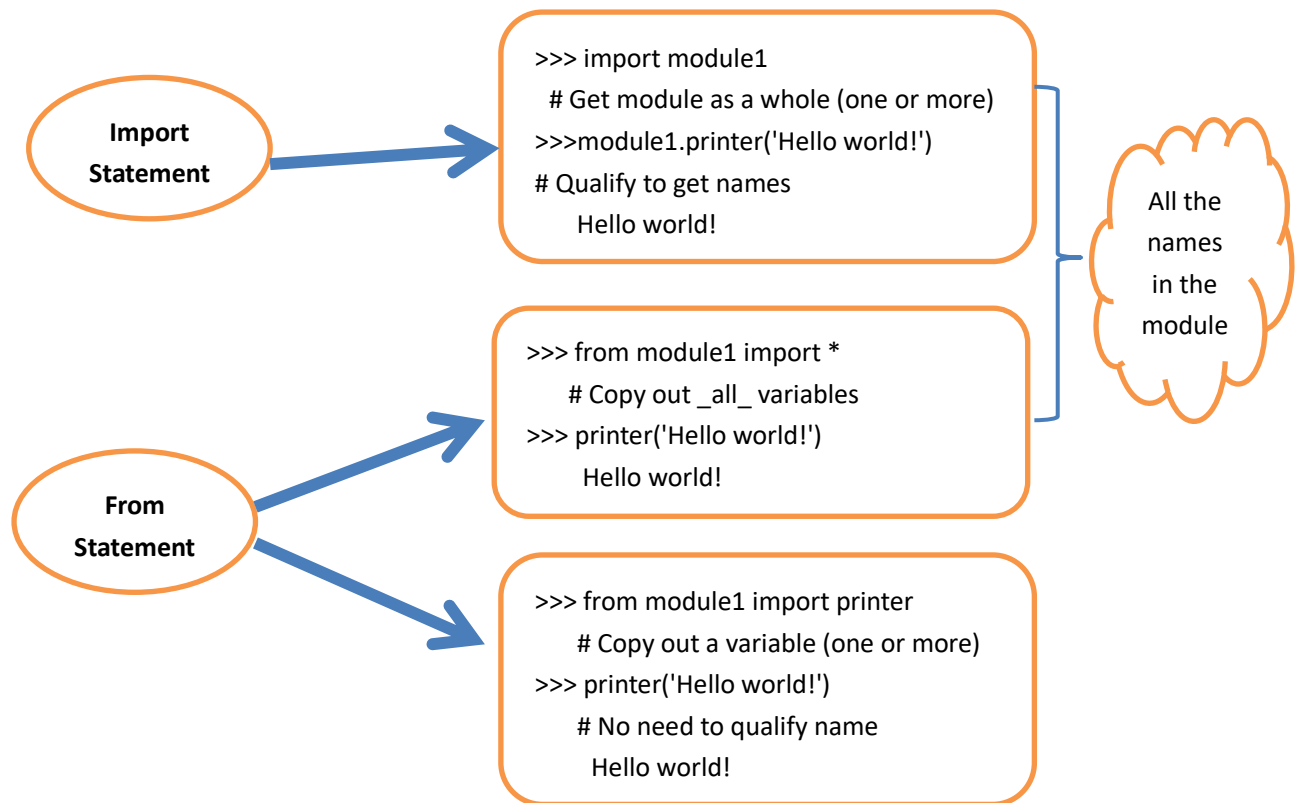 Import
Statement
>>> import module1
# Get module as a whole (one or more)
>>>module1.printer('Hello world!')
# Qualify to get names
Hello world!
All the
names
in the
module
From
Statement
>>> from module1 import *
# Copy out _all_ variables
>>> printer('Hello world!')
Hello world!
>>> from module1 import printer
# Copy out a variable (one or more)
>>> printer('Hello world!')
# No need to qualify name
Hello world!